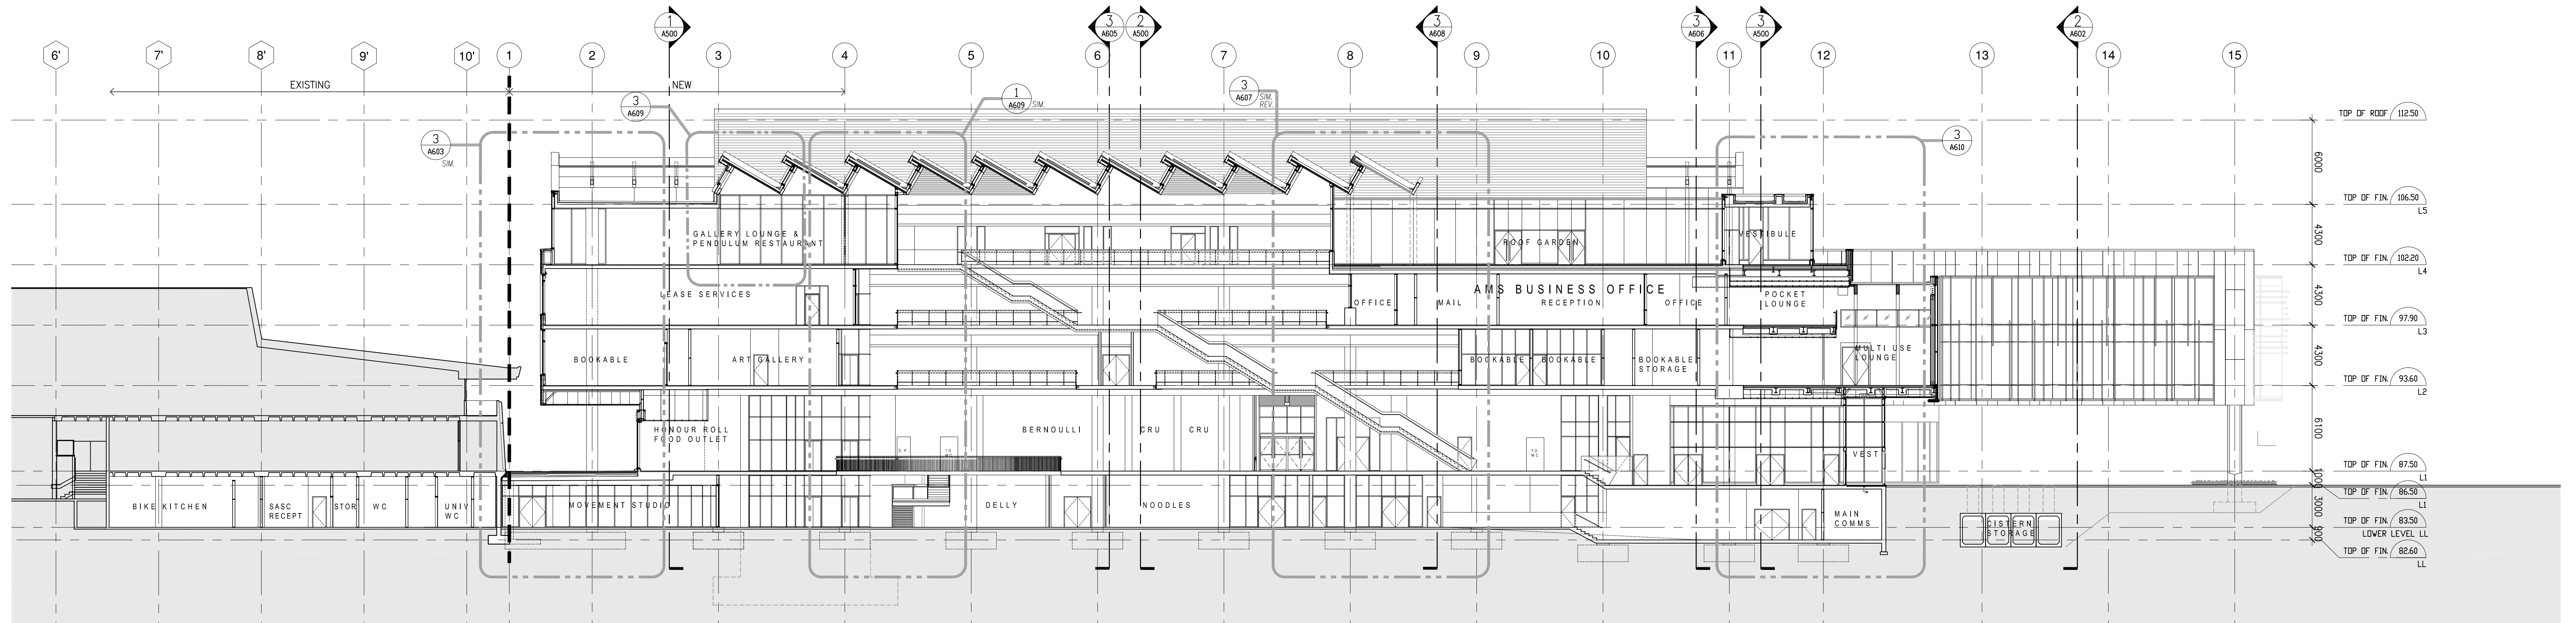 1
A500
3
A605
2
A500
3
A608
3
A606
3
A500
2
A602
6'
7'
8'
9'
10'
1
2
3
4
5
6
7
8
9
10
11
12
13
14
15
EXISTING
NEW
3
A609
1
A609 SIM.
3
A607
SIM.
REV.
3
A603
SIM.
3
A610
TOP OF ROOF 112.50
6000
TOP OF FIN. 106.50
L5
4300
TOP OF FIN. 102.20
L4
4300
TOP OF FIN. 97.90
L3
4300
TOP OF FIN. 93.60
L2
6100
TOP OF FIN. 87.50
L1
1000
TOP OF FIN. 86.50
L1
3000
TOP OF FIN. 83.50
LOWER LEVEL LL
900
TOP OF FIN. 82.60
LL
GALLERY LOUNGE &
PENDULUM RESTAURANT
ROOF GARDEN
VESTIBULE
LEASE SERVICES
AMS BUSINESS OFFICE
OFFICE
MAIL
RECEPTION
OFFICE
POCKET
LOUNGE
BOOKABLE
ART GALLERY
BOOKABLE
BOOKABLE
BOOKABLE
STORAGE
MULTI USE
LOUNGE
HONOUR ROLL
FOOD OUTLET
BERNOULLI
CRU
CRU
TO
WC
TO
WC
VEST
BIKE KITCHEN
SASC
RECEPT
STOR
WC
UNIV
WC
MOVEMENT STUDIO
DELLY
NOODLES
MAIN
COMMS
CISTERN
STORAGE